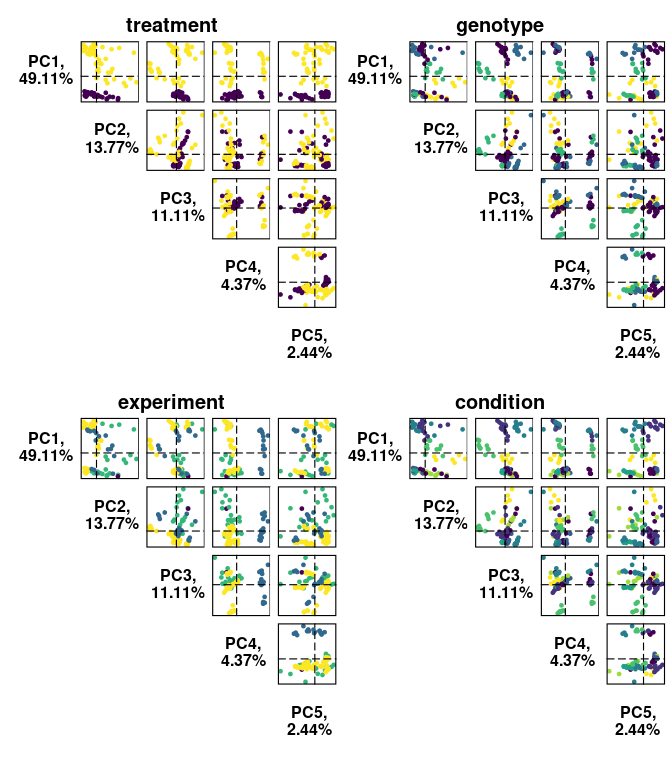 treatment
PC1,
49.11%
PC2,
13.77%
PC3,
11.11%
PC4,
4.37%
PC5,
2.44%
genotype
PC1,
49.11%
PC2,
13.77%
PC3,
11.11%
PC4,
4.37%
PC5,
2.44%
experiment
PC1,
49.11%
PC2,
13.77%
PC3,
11.11%
PC4,
4.37%
PC5,
2.44%
condition
PC1,
49.11%
PC2,
13.77%
PC3,
11.11%
PC4,
4.37%
PC5,
2.44%